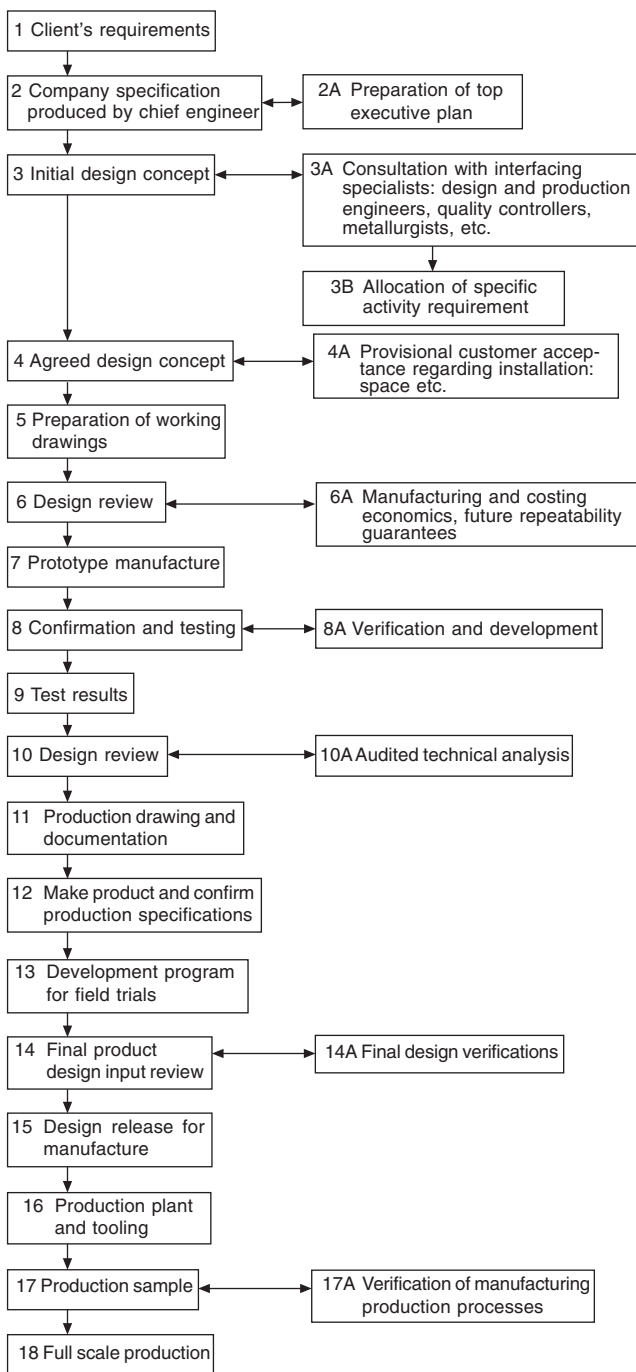 1 Client's requirements
2 Company specification
produced by chief engineer
2A Preparation of top
executive plan
3 Initial design concept
3A Consultation with interfacing
specialists: design and production
engineers, quality controllers,
metallurgists, etc.
3B Allocation of specific
activity requirement
4 Agreed design concept
4A Provisional customer accep-
tance regarding installation:
space etc.
5 Preparation of working
drawings
6 Design review
6A Manufacturing and costing
economics, future repeatability
guarantees
7 Prototype manufacture
8 Confirmation and testing
8A Verification and development
9 Test results
10 Design review
10A Audited technical analysis
11 Production drawing and
documentation
12 Make product and confirm
production specifications
13 Development program
for field trials
14 Final product
design input review
14A Final design verifications
15 Design release for
manufacture
16 Production plant
and tooling
17 Production sample
17A Verification of manufacturing
production processes
18 Full scale production